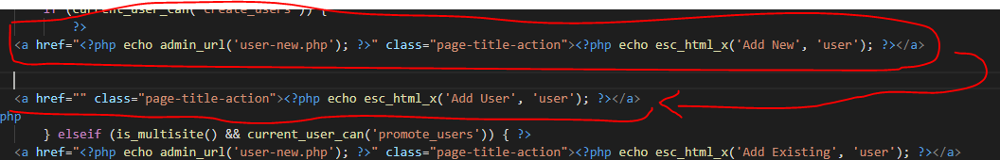 if (current_user_can('create_users')) {
?>
<a href="<?php echo admin_url('user-new.php'); ?>" class="page-title-action"><?php echo esc_html_x('Add New', 'user'); ?></a>
<a href="" class="page-title-action"><?php echo esc_html_x('Add User', 'user'); ?></a>
php
} elseif (is_multisite() && current_user_can('promote_users')) { ?>
<a href="<?php echo admin_url('user-new.php'); ?>" class="page-title-action"><?php echo esc_html_x('Add Existing', 'user'); ?></a>